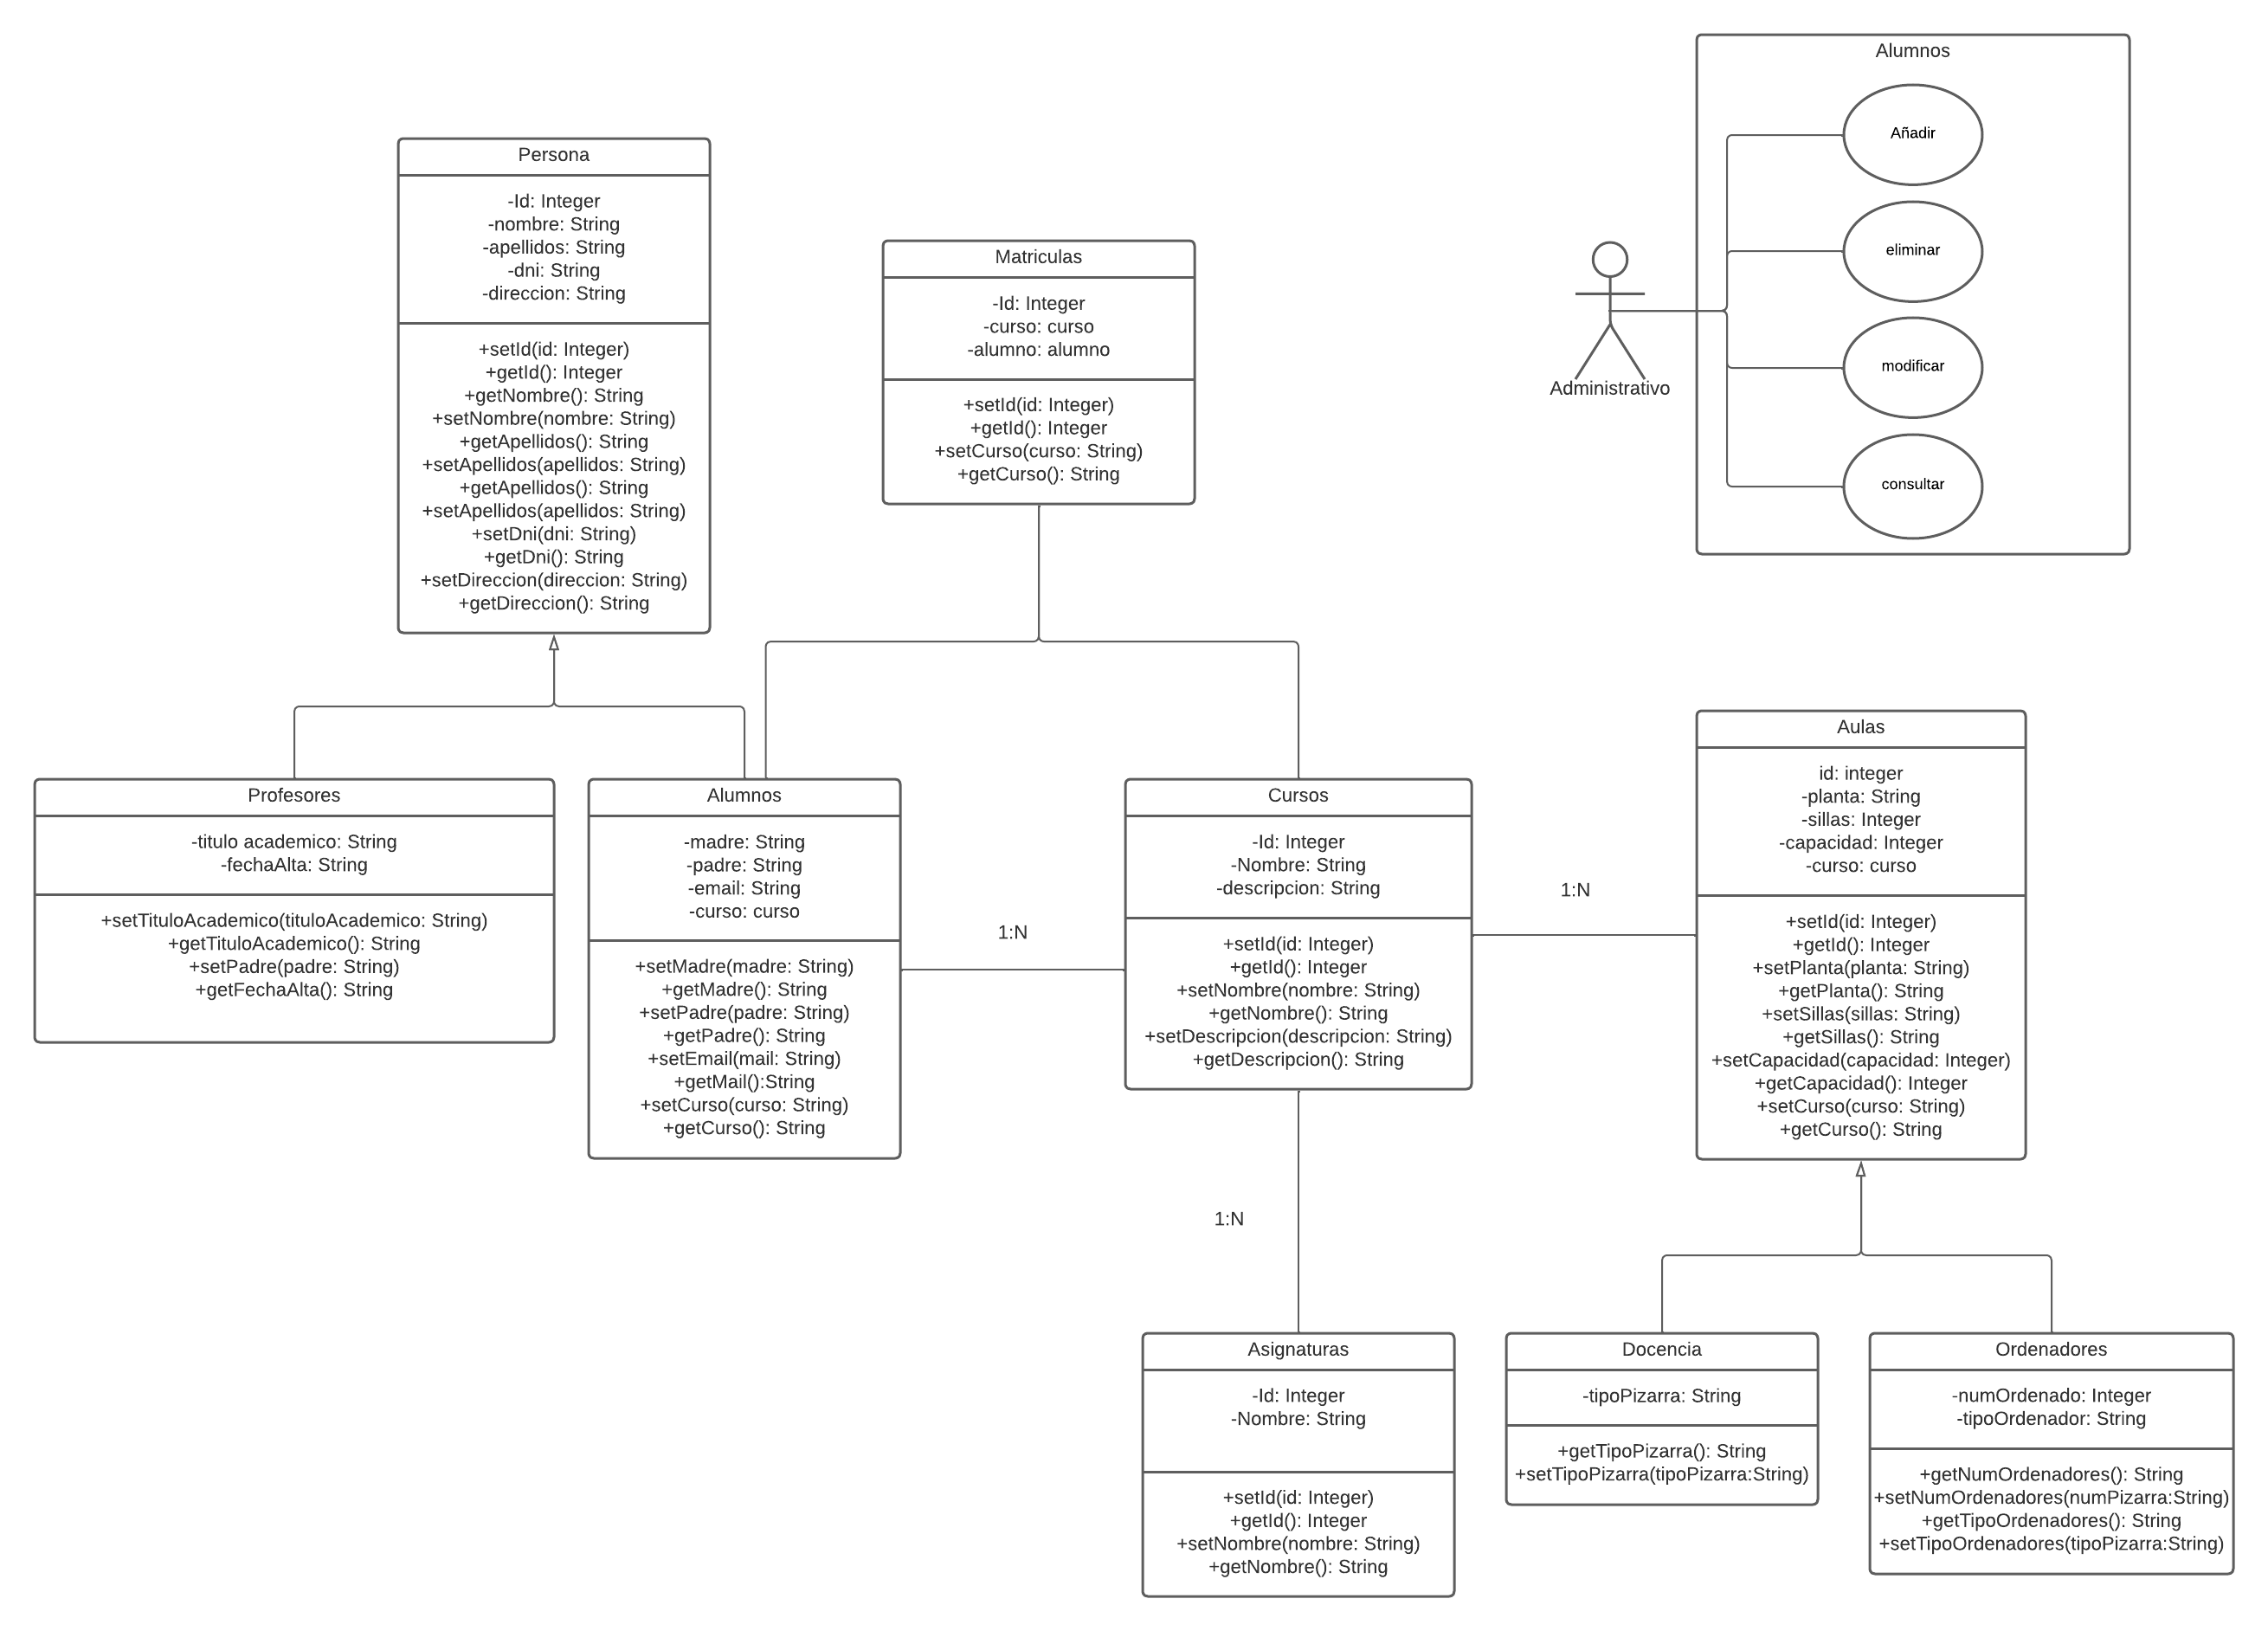 Persona
-Id: Integer
-nombre: String
-apellidos: String
-dni: String
-direccion: String
+setId(id: Integer)
+getId(): Integer
+getNombre(): String
+setNombre(nombre: String)
+getApellidos(): String
+setApellidos(apellidos: String)
+getApellidos(): String
+setApellidos(apellidos: String)
+setDni(dni: String)
+getDni(): String
+setDireccion(direccion: String)
+getDireccion(): String
Matriculas
-Id: Integer
-curso: curso
-alumno: alumno
+setId(id: Integer)
+getId(): Integer
+setCurso(curso: String)
+getCurso(): String
Alumnos
Añadir
eliminar
modificar
consultar
Administrativo
Profesores
-titulo academico: String
-fechaAlta: String
+setTituloAcademico(tituloAcademico: String)
+getTituloAcademico(): String
+setPadre(padre: String)
+getFechaAlta(): String
Alumnos
-madre: String
-padre: String
-email: String
-curso: curso
+setMadre(madre: String)
+getMadre(): String
+setPadre(padre: String)
+getPadre(): String
+setEmail(mail: String)
+getMail():String
+setCurso(curso: String)
+getCurso(): String
1:N
Cursos
-Id: Integer
-Nombre: String
-descripcion: String
+setId(id: Integer)
+getId(): Integer
+setNombre(nombre: String)
+getNombre(): String
+setDescripcion(descripcion: String)
+getDescripcion(): String
1:N
Aulas
id: integer
-planta: String
-sillas: Integer
-capacidad: Integer
-curso: curso
+setId(id: Integer)
+getId(): Integer
+setPlanta(planta: String)
+getPlanta(): String
+setSillas(sillas: String)
+getSillas(): String
+setCapacidad(capacidad: Integer)
+getCapacidad(): Integer
+setCurso(curso: String)
+getCurso(): String
1:N
Asignaturas
-Id: Integer
-Nombre: String
+setId(id: Integer)
+getId(): Integer
+setNombre(nombre: String)
+getNombre(): String
Docencia
-tipoPizarra: String
+getTipoPizarra(): String
+setTipoPizarra(tipoPizarra:String)
Ordenadores
-numOrdenado: Integer
-tipoOrdenador: String
+getNumOrdenadores(): String
+setNumOrdenadores(numPizarra:String)
+getTipoOrdenadores(): String
+setTipoOrdenadores(tipoPizarra:String)